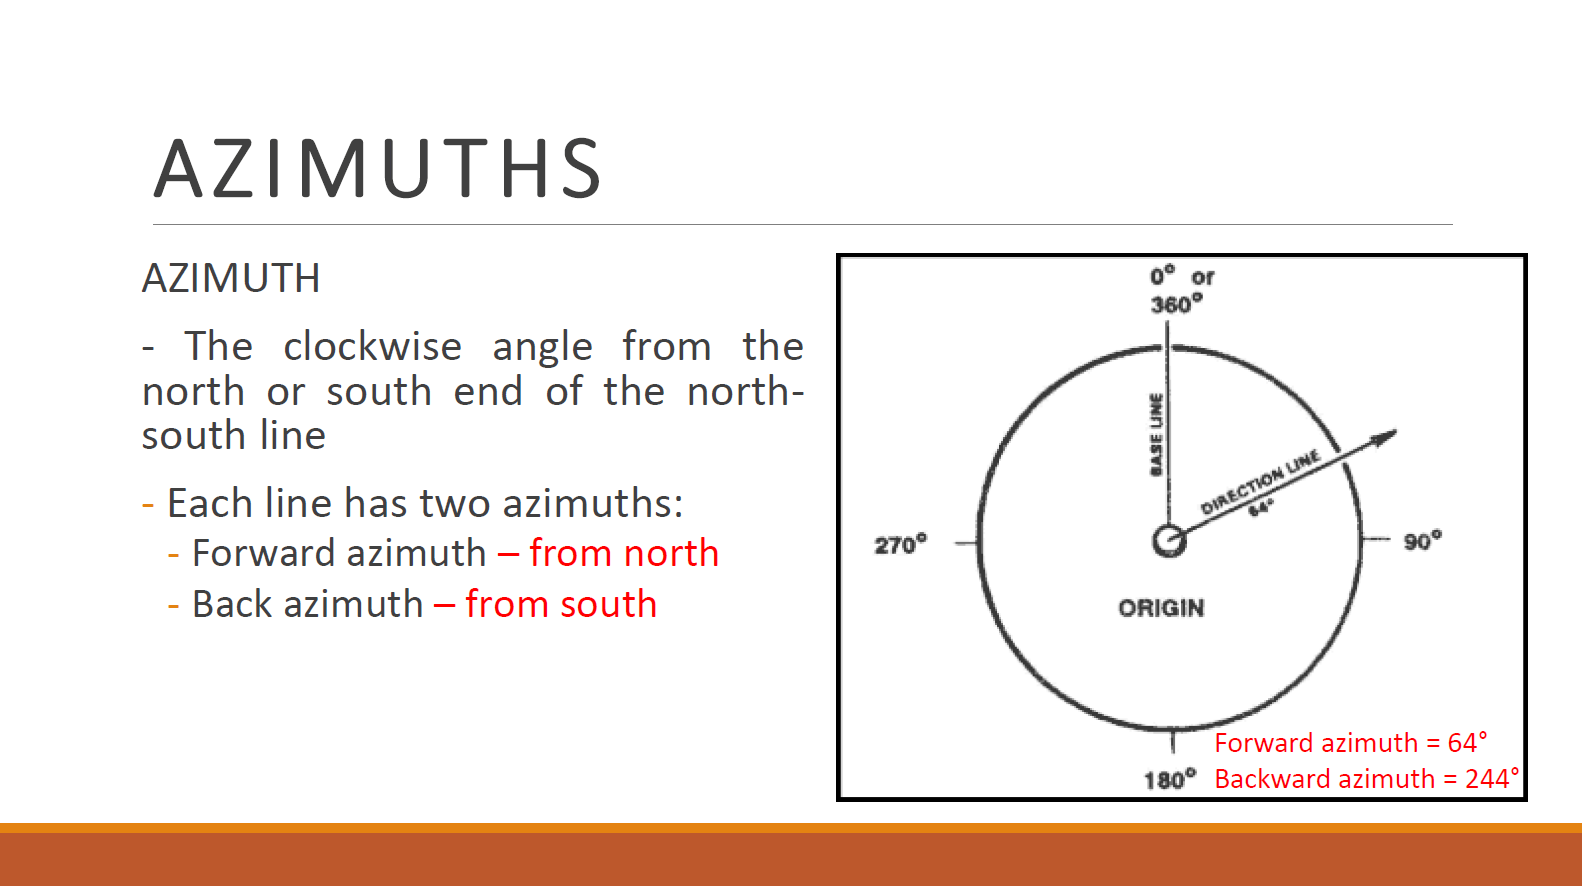 AZIMUTHS
AZIMUTH
- The clockwise angle from the
north or south end of the north-
south line
- Each line has two azimuths:
- Forward azimuth – from north
- Back azimuth – from south
0° or
360°
BASE LINE
DIRECTION LINE
64°
270°
90°
ORIGIN
180°
Forward azimuth = 64°
Backward azimuth = 244°